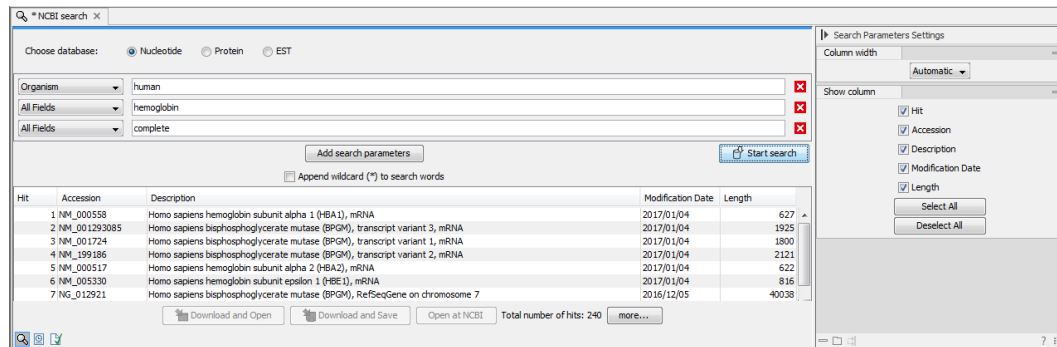 * NCBI search
Choose database: Nucleotide Protein EST
Organism human
All Fields hemoglobin
All Fields complete
Add search parameters Start search
Append wildcard (*) to search words
Hit Accession Description Modification Date Length
1 NM_000558 Homo sapiens hemoglobin subunit alpha 1 (HBA1), mRNA 2017/01/04 627
2 NM_001293085 Homo sapiens bisphosphoglycerate mutase (BPGM), transcript variant 3, mRNA 2017/01/04 1925
3 NM_001724 Homo sapiens bisphosphoglycerate mutase (BPGM), transcript variant 1, mRNA 2017/01/04 1800
4 NM_199186 Homo sapiens bisphosphoglycerate mutase (BPGM), transcript variant 2, mRNA 2017/01/04 2121
5 NM_000517 Homo sapiens hemoglobin subunit alpha 2 (HBA2), mRNA 2017/01/04 622
6 NM_005330 Homo sapiens hemoglobin subunit epsilon 1 (HBE1), mRNA 2017/01/04 816
7 NG_012921 Homo sapiens bisphosphoglycerate mutase (BPGM), RefSeqGene on chromosome 7 2016/12/05 40038
Download and Open Download and Save Open at NCBI Total number of hits: 240 more...
Search Parameters Settings
Column width
Automatic
Show column
Hit
Accession
Description
Modification Date
Length
Select All
Deselect All
?